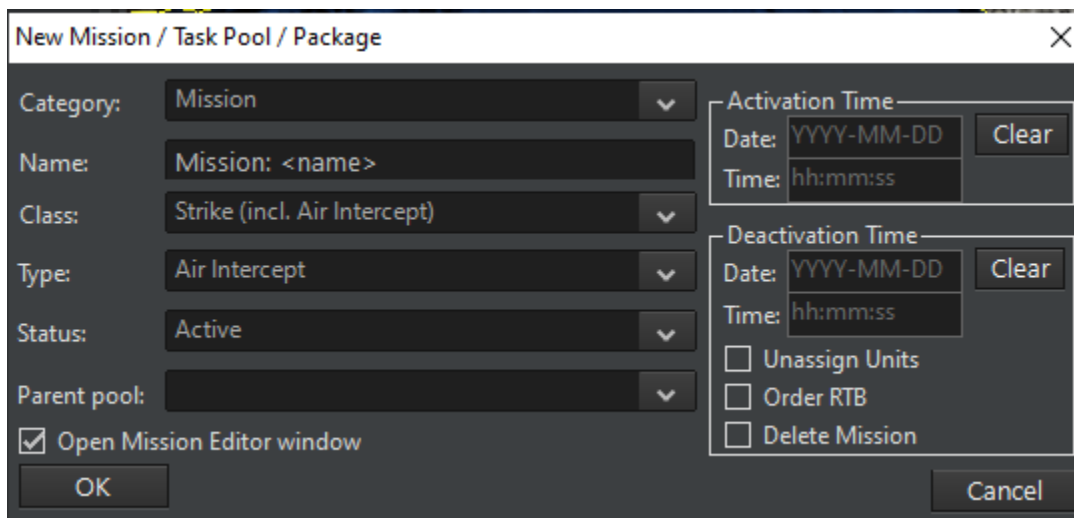 New Mission / Task Pool / Package
Category: Mission
Name: Mission: <name>
Class: Strike (incl. Air Intercept)
Type: Air Intercept
Status: Active
Parent pool:
Open Mission Editor window
OK
Activation Time
Date: YYYY-MM-DD Clear
Time: hh:mm:ss
Deactivation Time
Date: YYYY-MM-DD Clear
Time: hh:mm:ss
Unassign Units
Order RTB
Delete Mission
Cancel